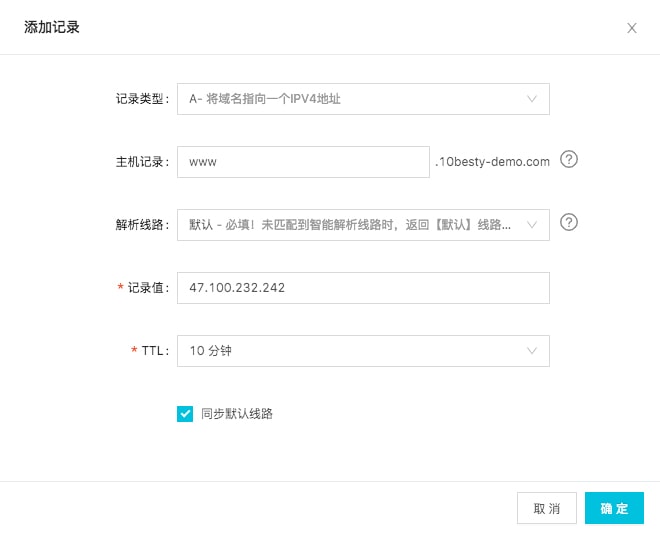 添加记录
记录类型： A- 将域名指向一个IPV4地址
主机记录： www .10besty-demo.com ?
解析线路： 默认 - 必填！未匹配到智能解析线路时，返回【默认】线路... ?
* 记录值： 47.100.232.242
* TTL： 10 分钟
同步默认线路
取 消 确 定